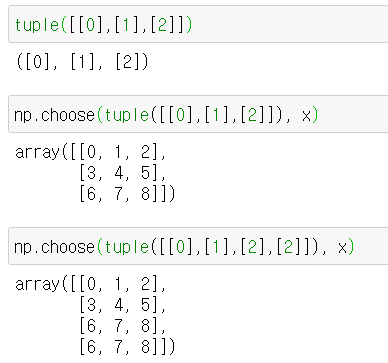 tuple([[0],[1],[2]])
([0], [1], [2])
np.choose(tuple([[0],[1],[2]]), x)
array([[0, 1, 2],
[3, 4, 5],
[6, 7, 8]])
np.choose(tuple([[0],[1],[2],[2]]), x)
array([[0, 1, 2],
[3, 4, 5],
[6, 7, 8],
[6, 7, 8]])